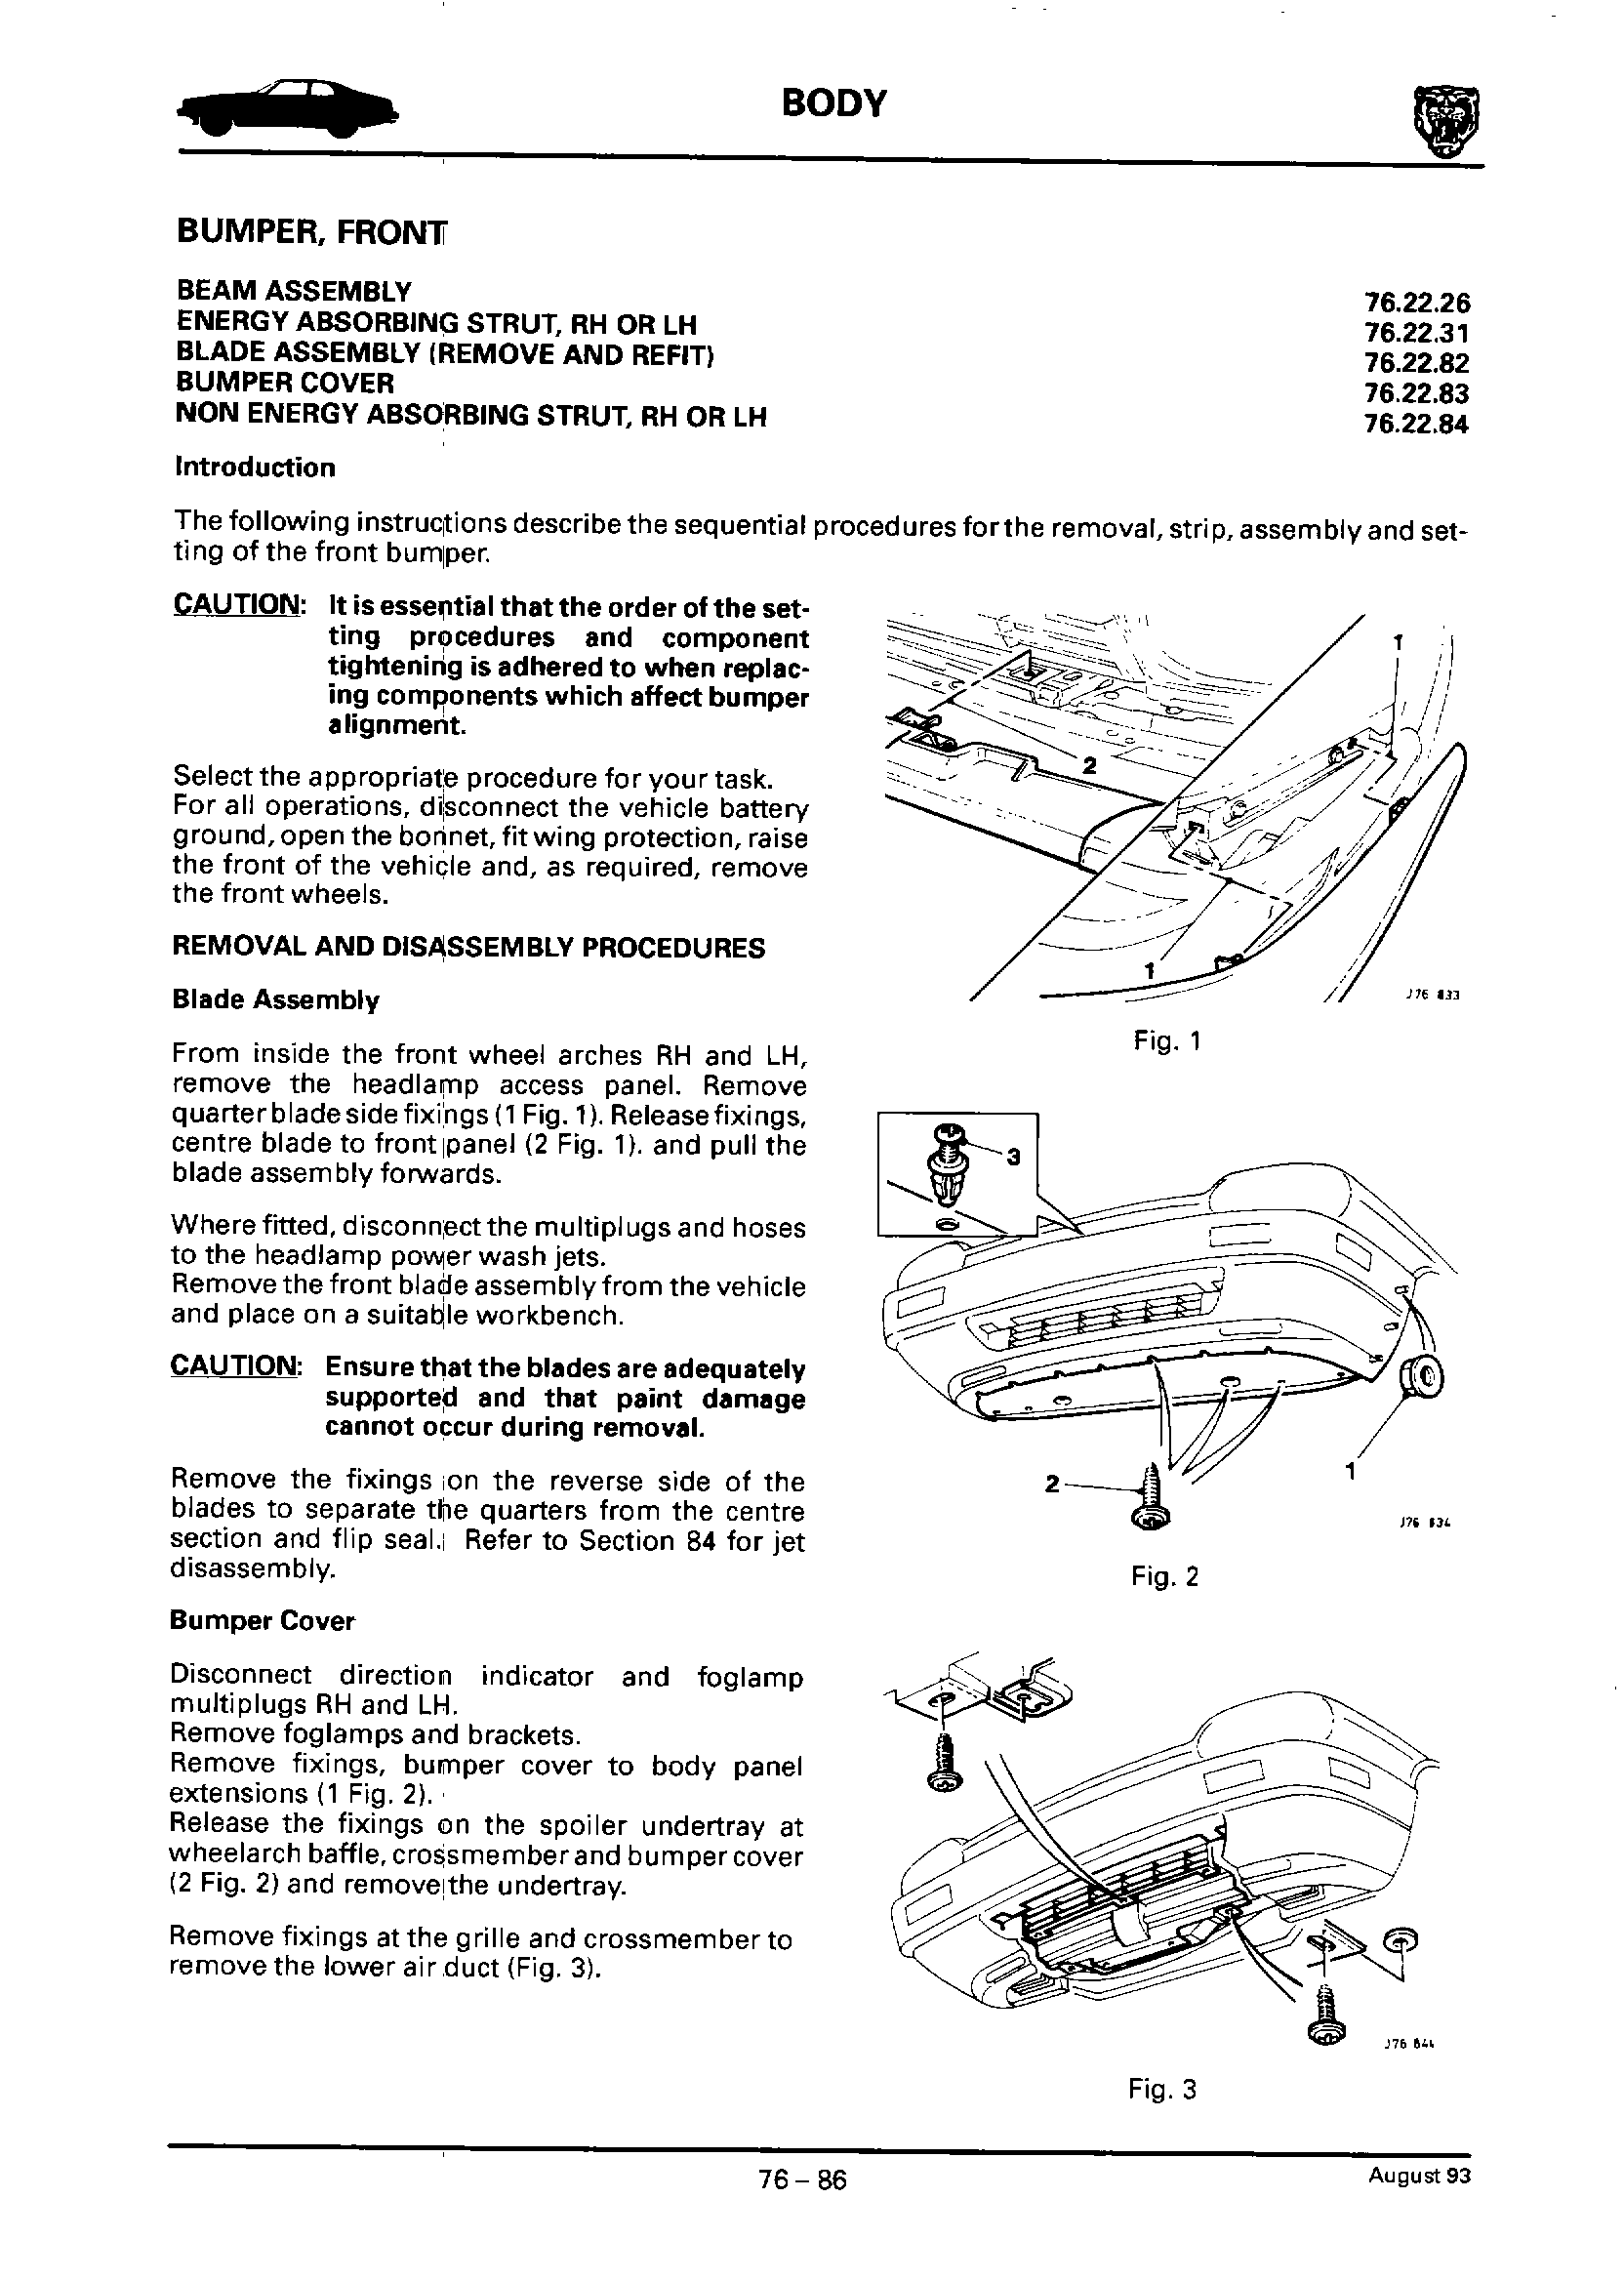 BODY
BUMPER, FRONT
BEAM ASSEMBLY 76.22.26
ENERGY ABSORBING STRUT, RH OR LH 76.22.31
BLADE ASSEMBLY (REMOVE AND REFIT) 76.22.82
BUMPER COVER 76.22.83
NON ENERGY ABSORBING STRUT, RH OR LH 76.22.84
Introduction
The following instructions describe the sequential procedures for the removal, strip, assembly and set-
ting of the front bumper.
CAUTION: It is essential that the order of the set-
ting procedures and component
tightening is adhered to when replac-
ing components which affect bumper
alignment.
Select the appropriate procedure for your task.
For all operations, disconnect the vehicle battery
ground, open the bonnet, fit wing protection, raise
the front of the vehicle and, as required, remove
the front wheels.
REMOVAL AND DISASSEMBLY PROCEDURES
Blade Assembly
From inside the front wheel arches RH and LH,
remove the headlamp access panel. Remove
quarter blade side fixings (1 Fig. 1). Release fixings,
centre blade to front panel (2 Fig. 1). and pull the
blade assembly forwards.
Where fitted, disconnect the multiplugs and hoses
to the headlamp power wash jets.
Remove the front blade assembly from the vehicle
and place on a suitable workbench.
CAUTION: Ensure that the blades are adequately
supported and that paint damage
cannot occur during removal.
Remove the fixings on the reverse side of the
blades to separate the quarters from the centre
section and flip seal. Refer to Section 84 for jet
disassembly.
Bumper Cover
Disconnect direction indicator and foglamp
multiplugs RH and LH.
Remove foglamps and brackets.
Remove fixings, bumper cover to body panel
extensions (1 Fig. 2).
Release the fixings on the spoiler undertray at
wheelarch baffle, crossmember and bumper cover
(2 Fig. 2) and remove the undertray.
Remove fixings at the grille and crossmember to
remove the lower air duct (Fig. 3).
1
2
1
J76 833
Fig. 1
3
2
1
J76 834
Fig. 2
J76 844
Fig. 3
76 – 86
August 93